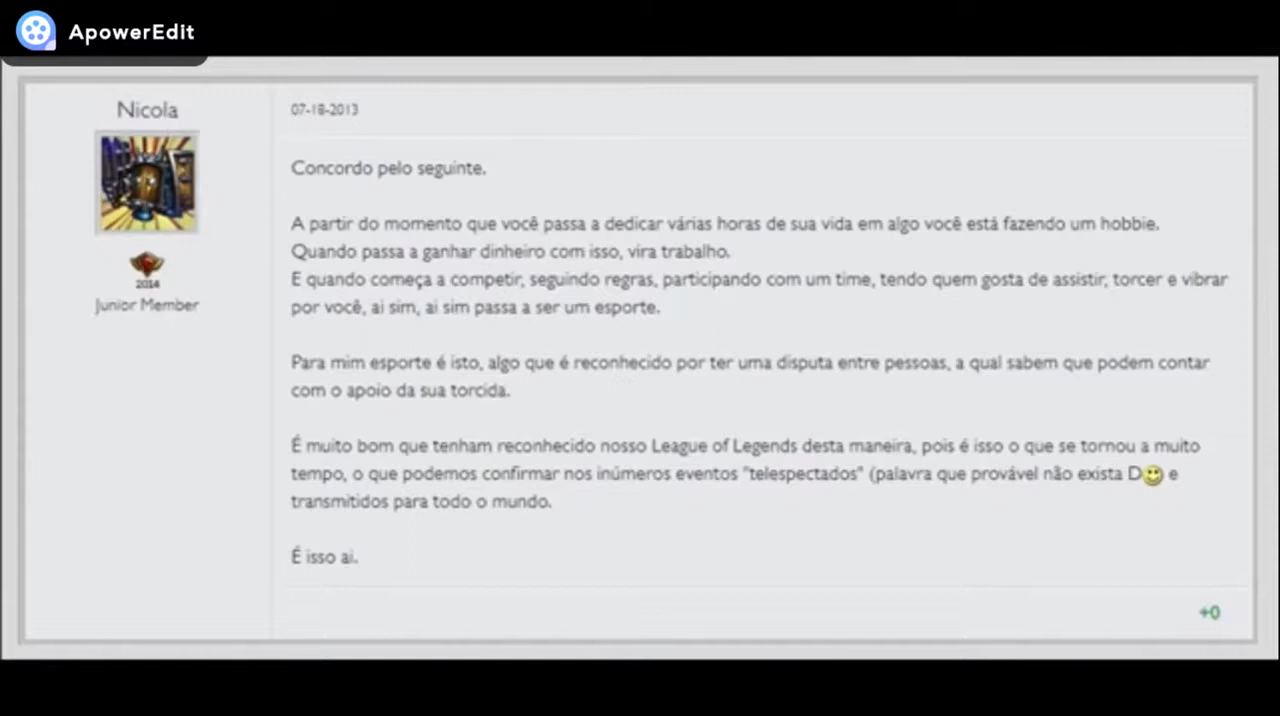 ApowerEdit
Nicola
07-18-2013
2014
Junior Member
Concordo pelo seguinte.
A partir do momento que você passa a dedicar várias horas de sua vida em algo você está fazendo um hobbie.
Quando passa a ganhar dinheiro com isso, vira trabalho.
E quando começa a competir, seguindo regras, participando com um time, tendo quem gosta de assistir, torcer e vibrar
por você, ai sim, ai sim passa a ser um esporte.
Para mim esporte é isto, algo que é reconhecido por ter uma disputa entre pessoas, a qual sabem que podem contar
com o apoio da sua torcida.
É muito bom que tenham reconhecido nosso League of Legends desta maneira, pois é isso o que se tornou a muito
tempo, o que podemos confirmar nos inúmeros eventos "telespectados" (palavra que provável não exista D e
transmitidos para todo o mundo.
É isso ai.
+0